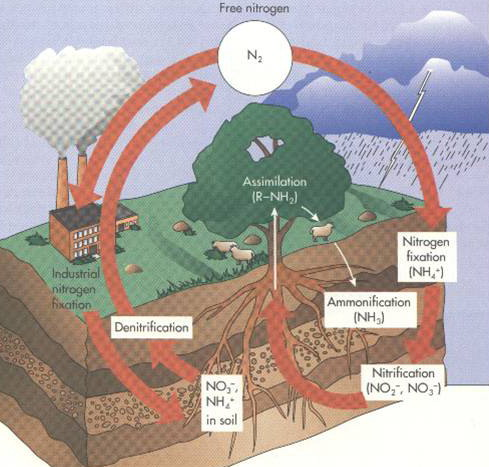 Free nitrogen
N₂
Assimilation
(R–NH₂)
Nitrogen
fixation
(NH₄⁺)
Industrial
nitrogen
fixation
Ammonification
(NH₃)
Denitrification
Nitrification
(NO₂⁻, NO₃⁻)
NO₃⁻,
NH₄⁺
in soil